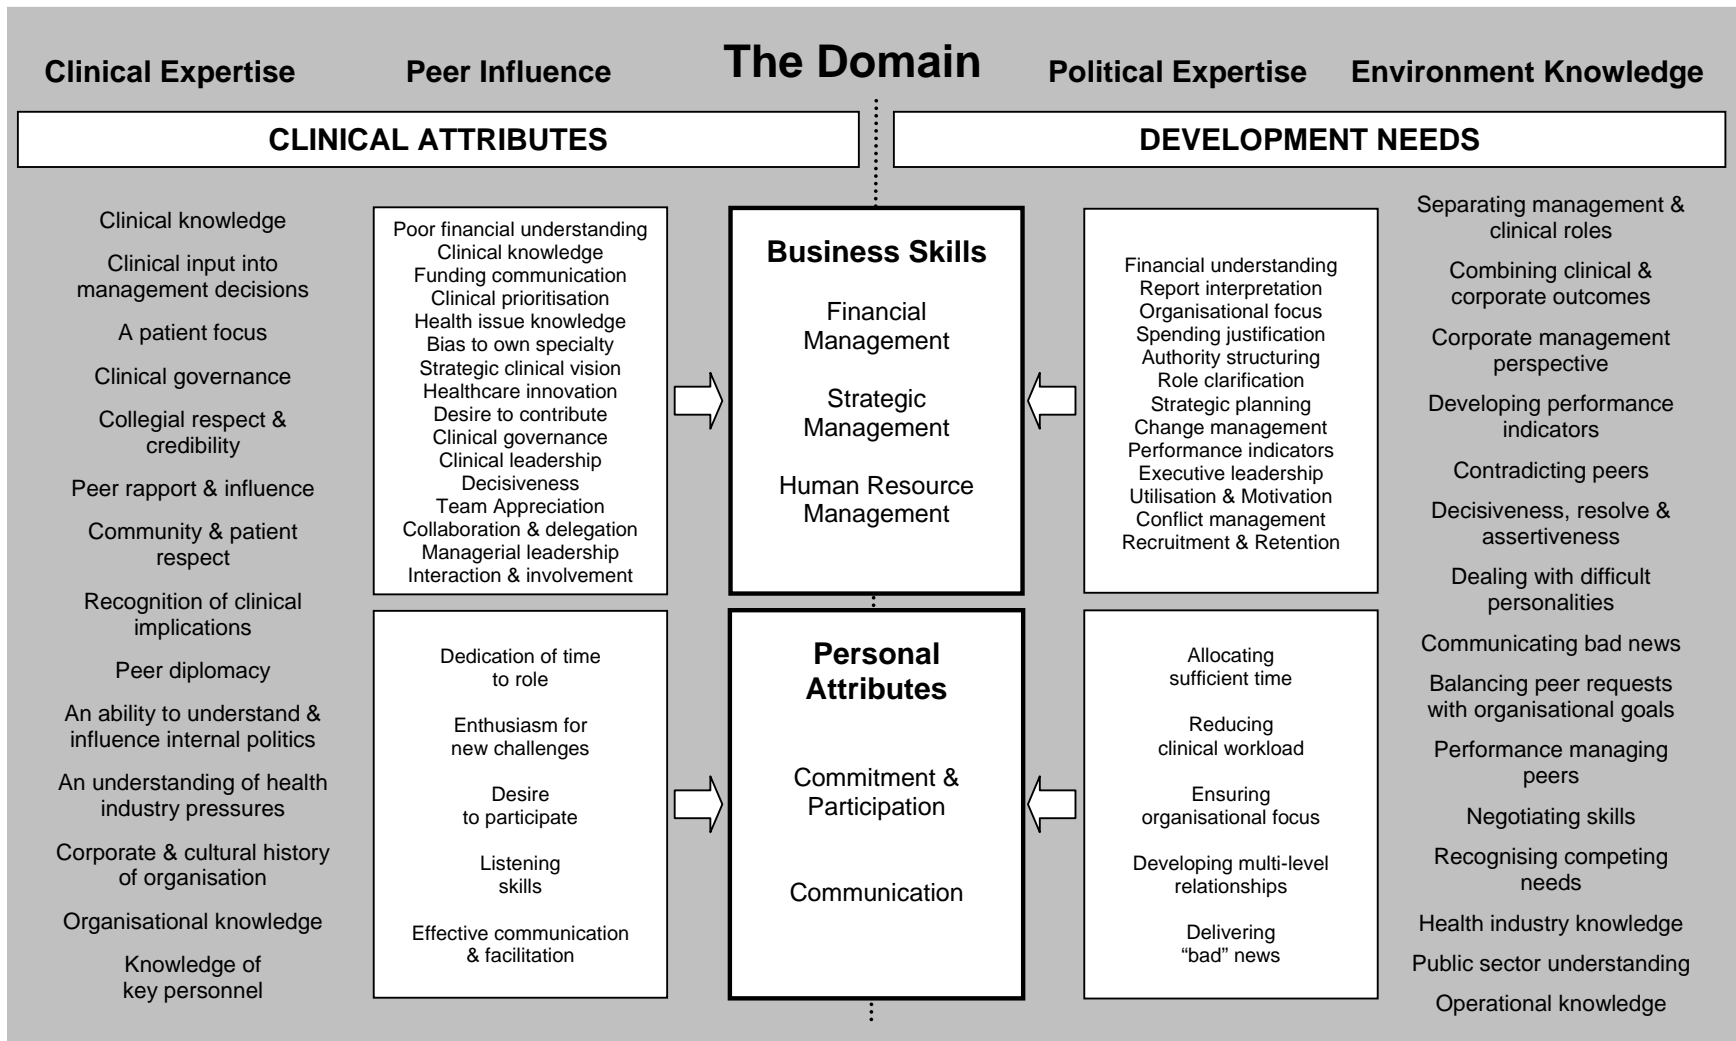 The Domain
Clinical Expertise
Peer Influence
Political Expertise
Environment Knowledge
CLINICAL ATTRIBUTES
DEVELOPMENT NEEDS
Clinical knowledge
Clinical input into
management decisions
A patient focus
Clinical governance
Collegial respect &
credibility
Peer rapport & influence
Community & patient
respect
Recognition of clinical
implications
Peer diplomacy
An ability to understand &
influence internal politics
An understanding of health
industry pressures
Corporate & cultural history
of organisation
Organisational knowledge
Knowledge of
key personnel
Poor financial understanding
Clinical knowledge
Funding communication
Clinical prioritisation
Health issue knowledge
Bias to own specialty
Strategic clinical vision
Healthcare innovation
Desire to contribute
Clinical governance
Clinical leadership
Decisiveness
Team Appreciation
Collaboration & delegation
Managerial leadership
Interaction & involvement
Dedication of time
to role
Enthusiasm for
new challenges
Desire
to participate
Listening
skills
Effective communication
& facilitation
Business Skills
Financial
Management
Strategic
Management
Human Resource
Management
Personal
Attributes
Commitment &
Participation
Communication
Financial understanding
Report interpretation
Organisational focus
Spending justification
Authority structuring
Role clarification
Strategic planning
Change management
Performance indicators
Executive leadership
Utilisation & Motivation
Conflict management
Recruitment & Retention
Allocating
sufficient time
Reducing
clinical workload
Ensuring
organisational focus
Developing multi-level
relationships
Delivering
“bad” news
Separating management &
clinical roles
Combining clinical &
corporate outcomes
Corporate management
perspective
Developing performance
indicators
Contradicting peers
Decisiveness, resolve &
assertiveness
Dealing with difficult
personalities
Communicating bad news
Balancing peer requests
with organisational goals
Performance managing
peers
Negotiating skills
Recognising competing
needs
Health industry knowledge
Public sector understanding
Operational knowledge